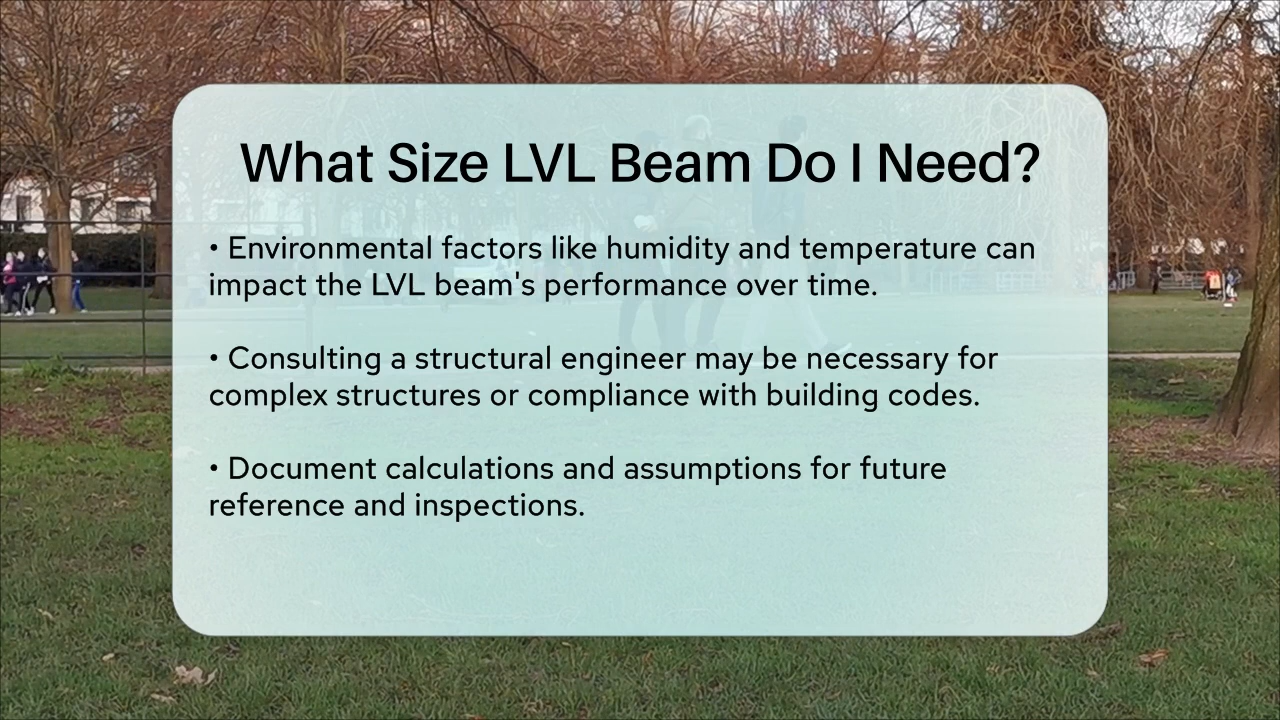 What Size LVL Beam Do I Need?
• Environmental factors like humidity and temperature can
impact the LVL beam's performance over time.
• Consulting a structural engineer may be necessary for
complex structures or compliance with building codes.
• Document calculations and assumptions for future
reference and inspections.